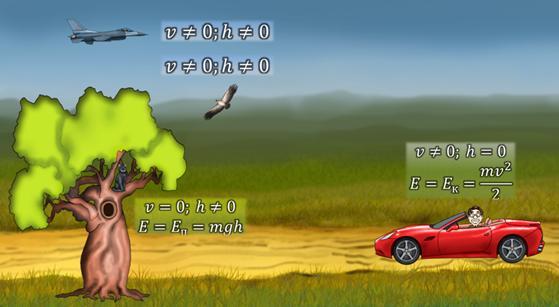 v ≠ 0; h ≠ 0
v ≠ 0; h ≠ 0
v ≠ 0; h = 0
E = Eк = mv²/2
v = 0; h ≠ 0
E = Eп = mgh